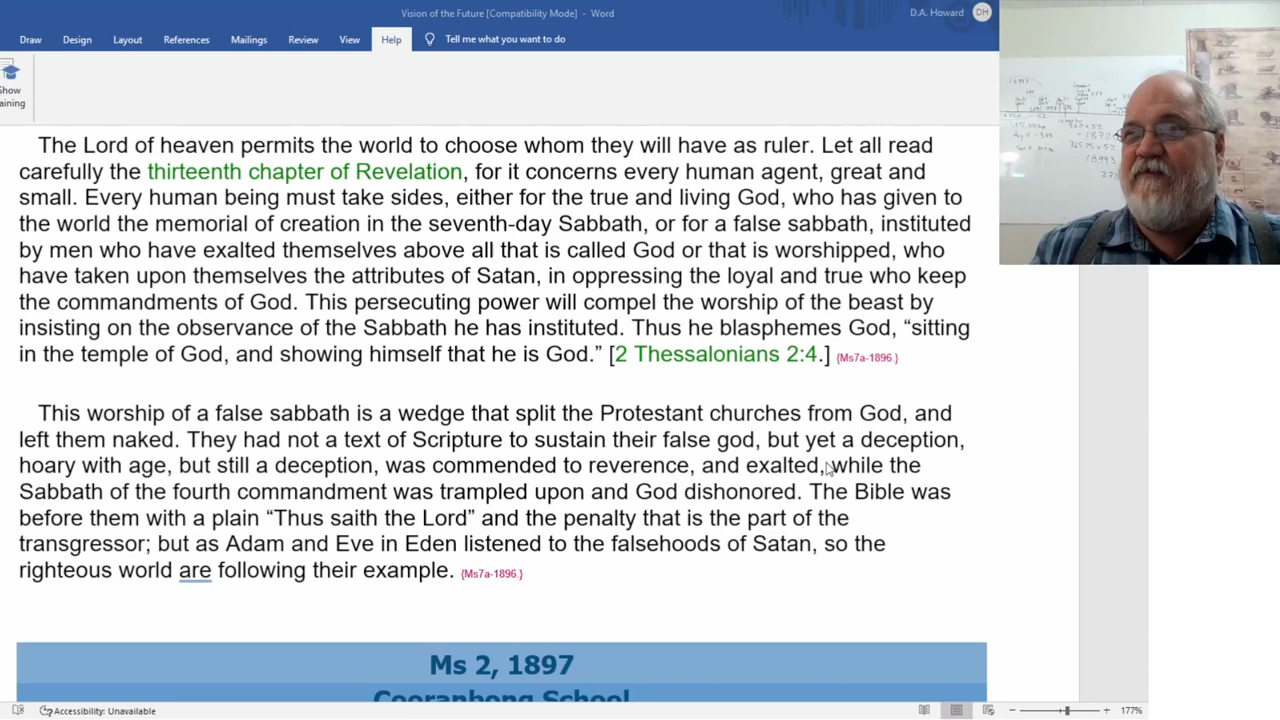 Vision of the Future [Compatibility Mode] - Word
D.A. Howard DH
Draw Design Layout References Mailings Review View Help Tell me what you want to do
Show
aining
The Lord of heaven permits the world to choose whom they will have as ruler. Let all read
carefully the thirteenth chapter of Revelation, for it concerns every human agent, great and
small. Every human being must take sides, either for the true and living God, who has given to
the world the memorial of creation in the seventh-day Sabbath, or for a false sabbath, instituted
by men who have exalted themselves above all that is called God or that is worshipped, who
have taken upon themselves the attributes of Satan, in oppressing the loyal and true who keep
the commandments of God. This persecuting power will compel the worship of the beast by
insisting on the observance of the Sabbath he has instituted. Thus he blasphemes God, “sitting
in the temple of God, and showing himself that he is God.” [2 Thessalonians 2:4.] {Ms7a-1896.}
This worship of a false sabbath is a wedge that split the Protestant churches from God, and
left them naked. They had not a text of Scripture to sustain their false god, but yet a deception,
hoary with age, but still a deception, was commended to reverence, and exalted, while the
Sabbath of the fourth commandment was trampled upon and God dishonored. The Bible was
before them with a plain “Thus saith the Lord” and the penalty that is the part of the
transgressor; but as Adam and Eve in Eden listened to the falsehoods of Satan, so the
righteous world are following their example. {Ms7a-1896.}
Ms 2, 1897
Cooranbong School
Accessibility: Unavailable
177%